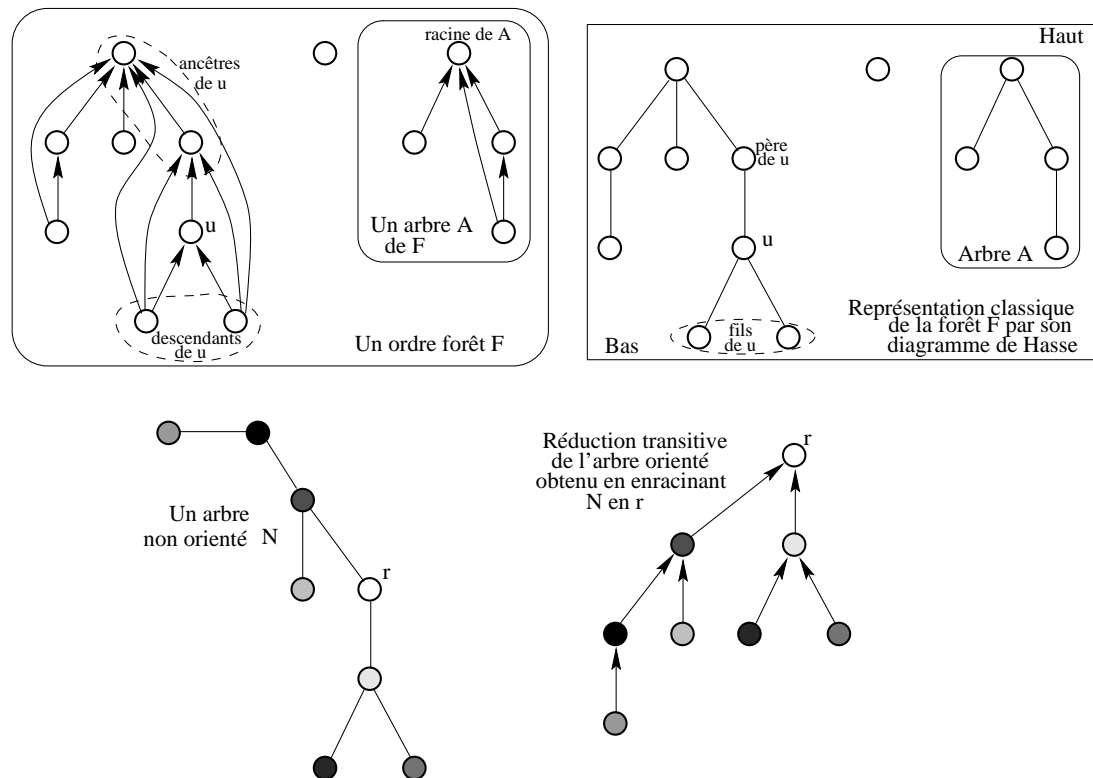 racine de A
ancêtres
de u
u
Un arbre A
de F
descendants
de u
Un ordre forêt F
Haut
père
de u
u
Arbre A
fils
de u
Bas
Représentation classique
de la forêt F par son
diagramme de Hasse
Un arbre
non orienté
N
r
Réduction transitive
de l'arbre orienté
obtenu en enracinant
N en r
r